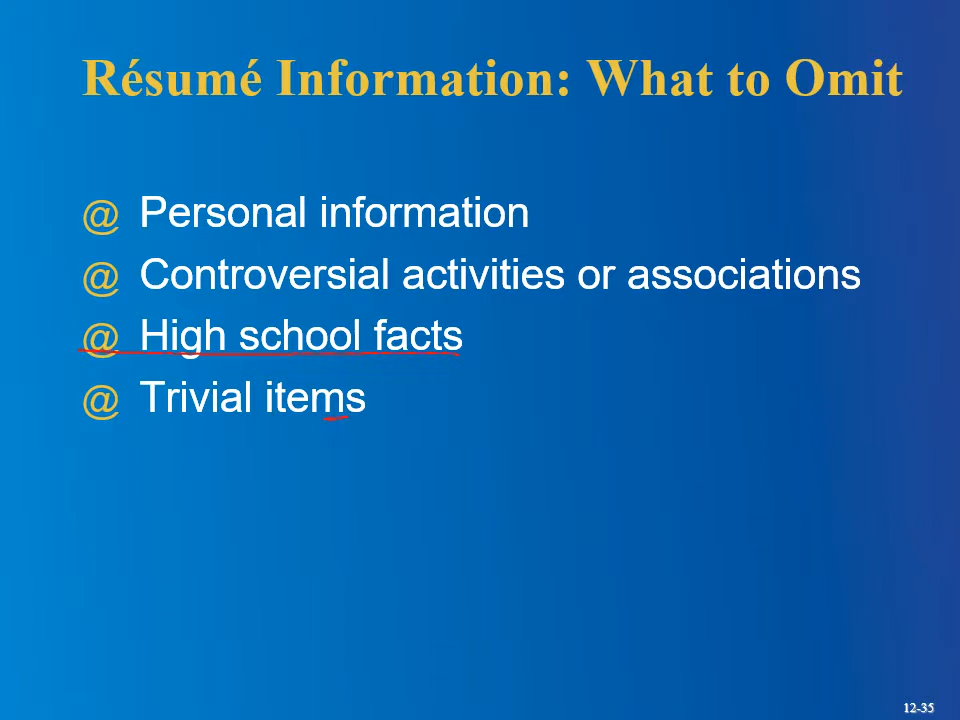 Résumé Information: What to Omit
@ Personal information
@ Controversial activities or associations
@ High school facts
@ Trivial items
12-35